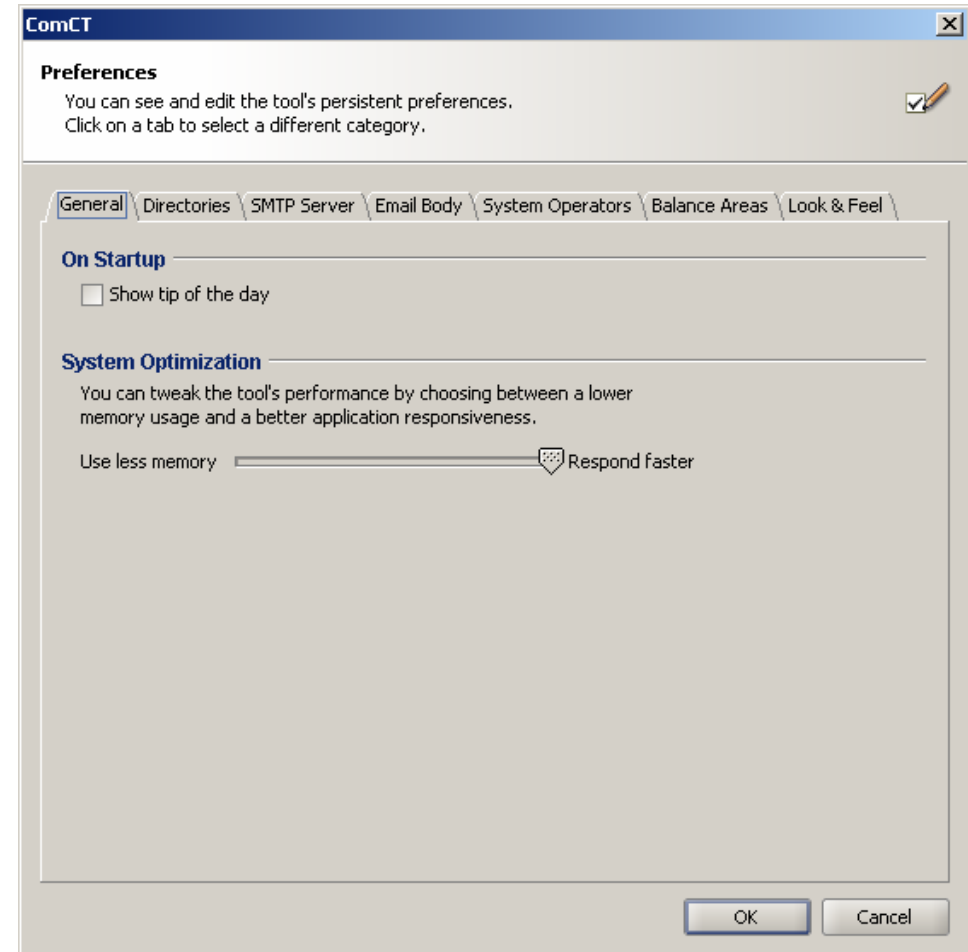 ComCT
Preferences
You can see and edit the tool's persistent preferences.
Click on a tab to select a different category.
General Directories SMTP Server Email Body System Operators Balance Areas Look & Feel
On Startup
Show tip of the day
System Optimization
You can tweak the tool's performance by choosing between a lower
memory usage and a better application responsiveness.
Use less memory Respond faster
OK Cancel